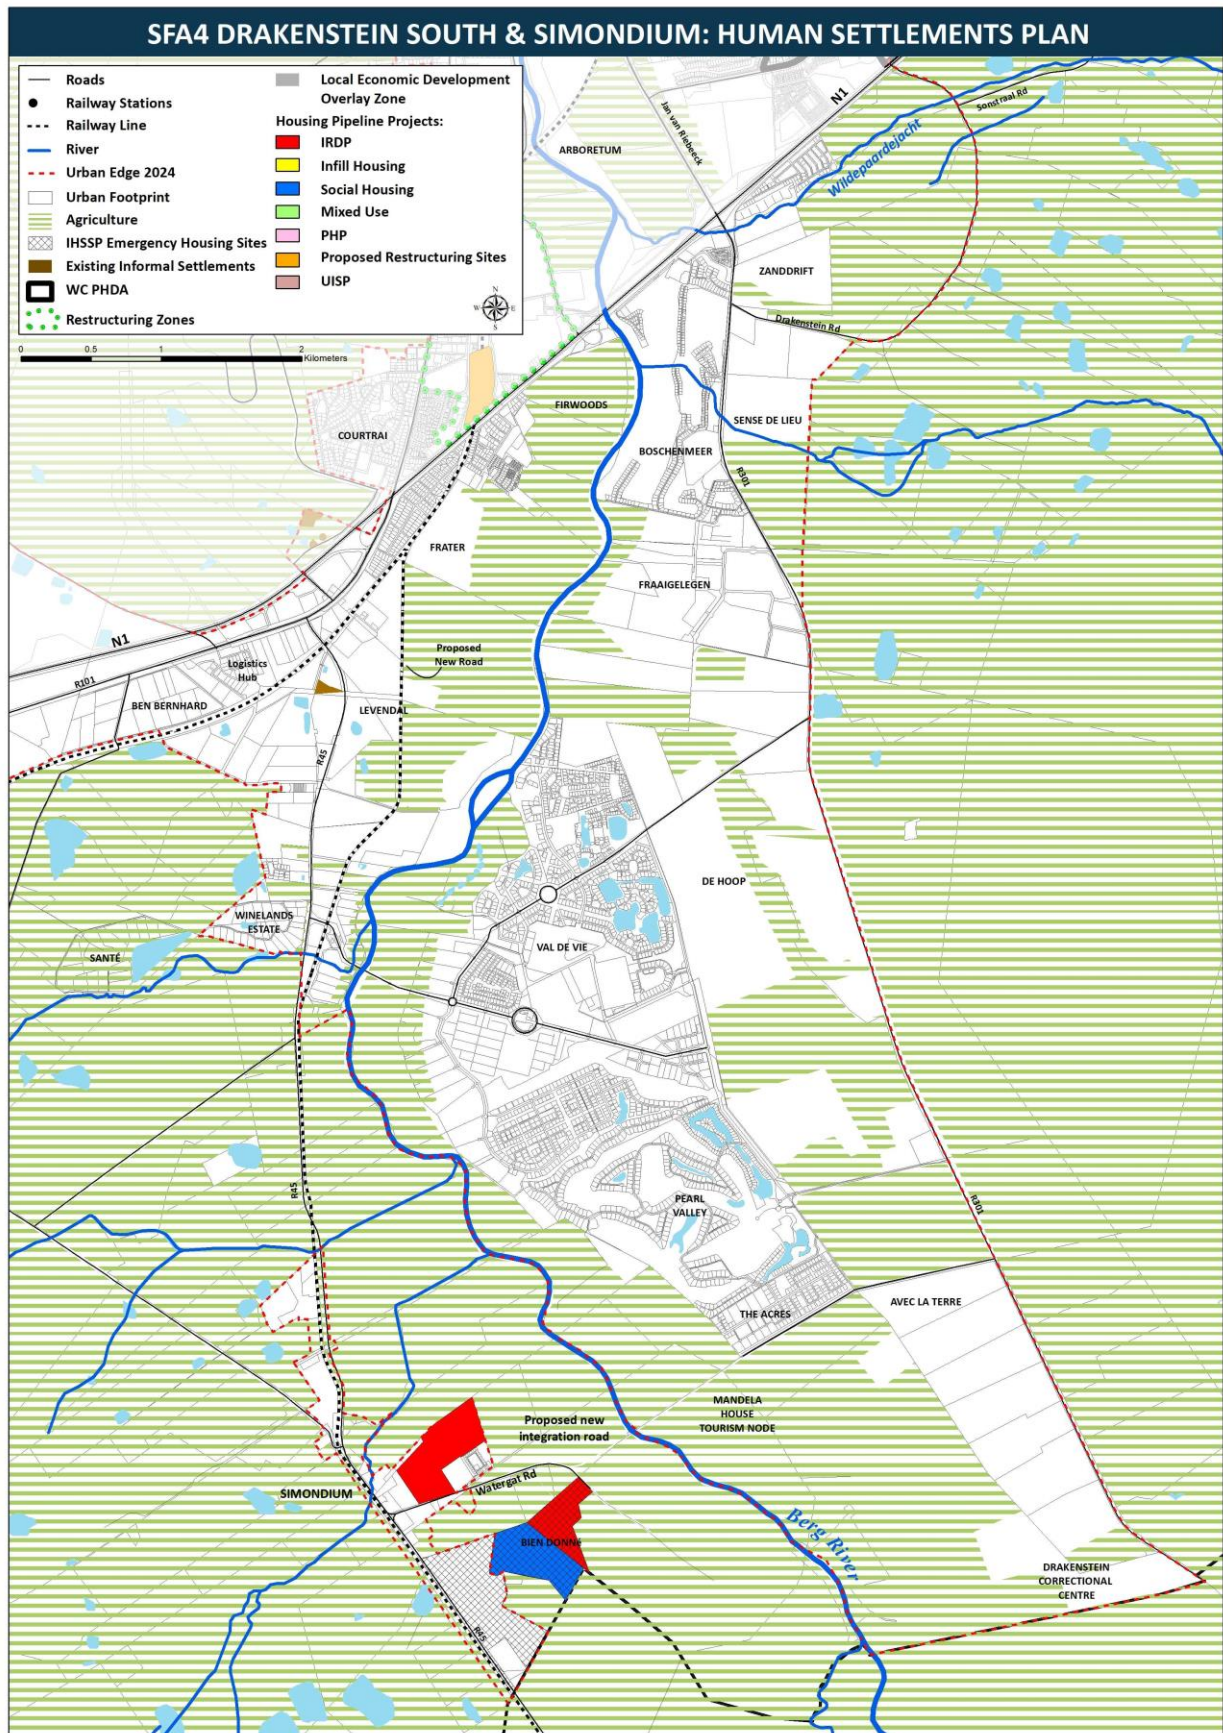 SFA4 DRAKENSTEIN SOUTH & SIMONDIUM: HUMAN SETTLEMENTS PLAN
Roads
Railway Stations
Railway Line
River
Urban Edge 2024
Urban Footprint
Agriculture
IHSSP Emergency Housing Sites
Existing Informal Settlements
WC PHDA
Restructuring Zones
Local Economic Development
Overlay Zone
Housing Pipeline Projects:
IRDP
Infill Housing
Social Housing
Mixed Use
PHP
Proposed Restructuring Sites
UISP
N
W
E
S
0
0.5
1
2
Kilometers
N1
Sonstraal Rd
Jan van Riebeeck
ARBORETUM
Wildepaardejacht
ZANDDRIFT
Drakenstein Rd
FIRWOODS
SENSE DE LIEU
COURTRAI
BOSCHENMEER
R301
FRATER
FRAAIGELEGEN
N1
Proposed
New Road
Logistics
Hub
R101
BEN BERNHARD
LEVENDAL
R45
DE HOOP
WINELANDS
ESTATE
VAL DE VIE
SANTÉ
R45
PEARL
VALLEY
R301
AVEC LA TERRE
THE ACRES
MANDELA
HOUSE
TOURISM NODE
Proposed new
integration road
Watergat Rd
SIMONDIUM
Berg River
BIEN DONNé
DRAKENSTEIN
CORRECTIONAL
CENTRE
R45